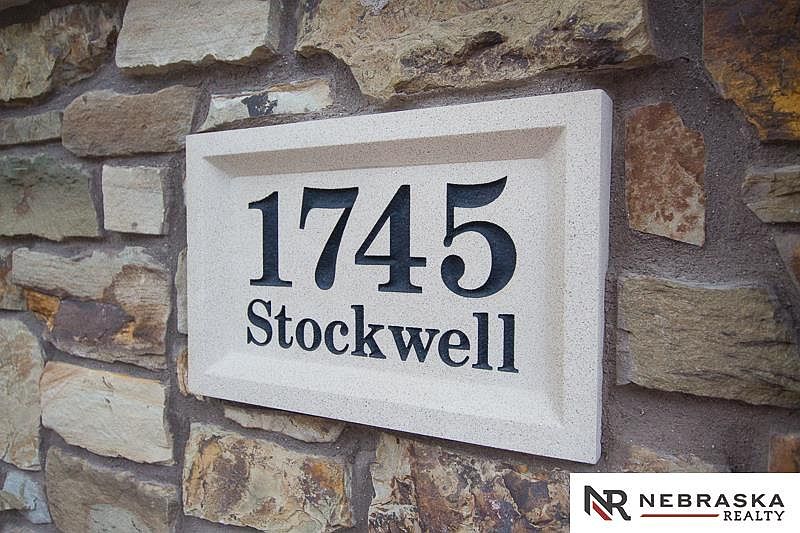 1745
Stockwell
NR NEBRASKA
REALTY